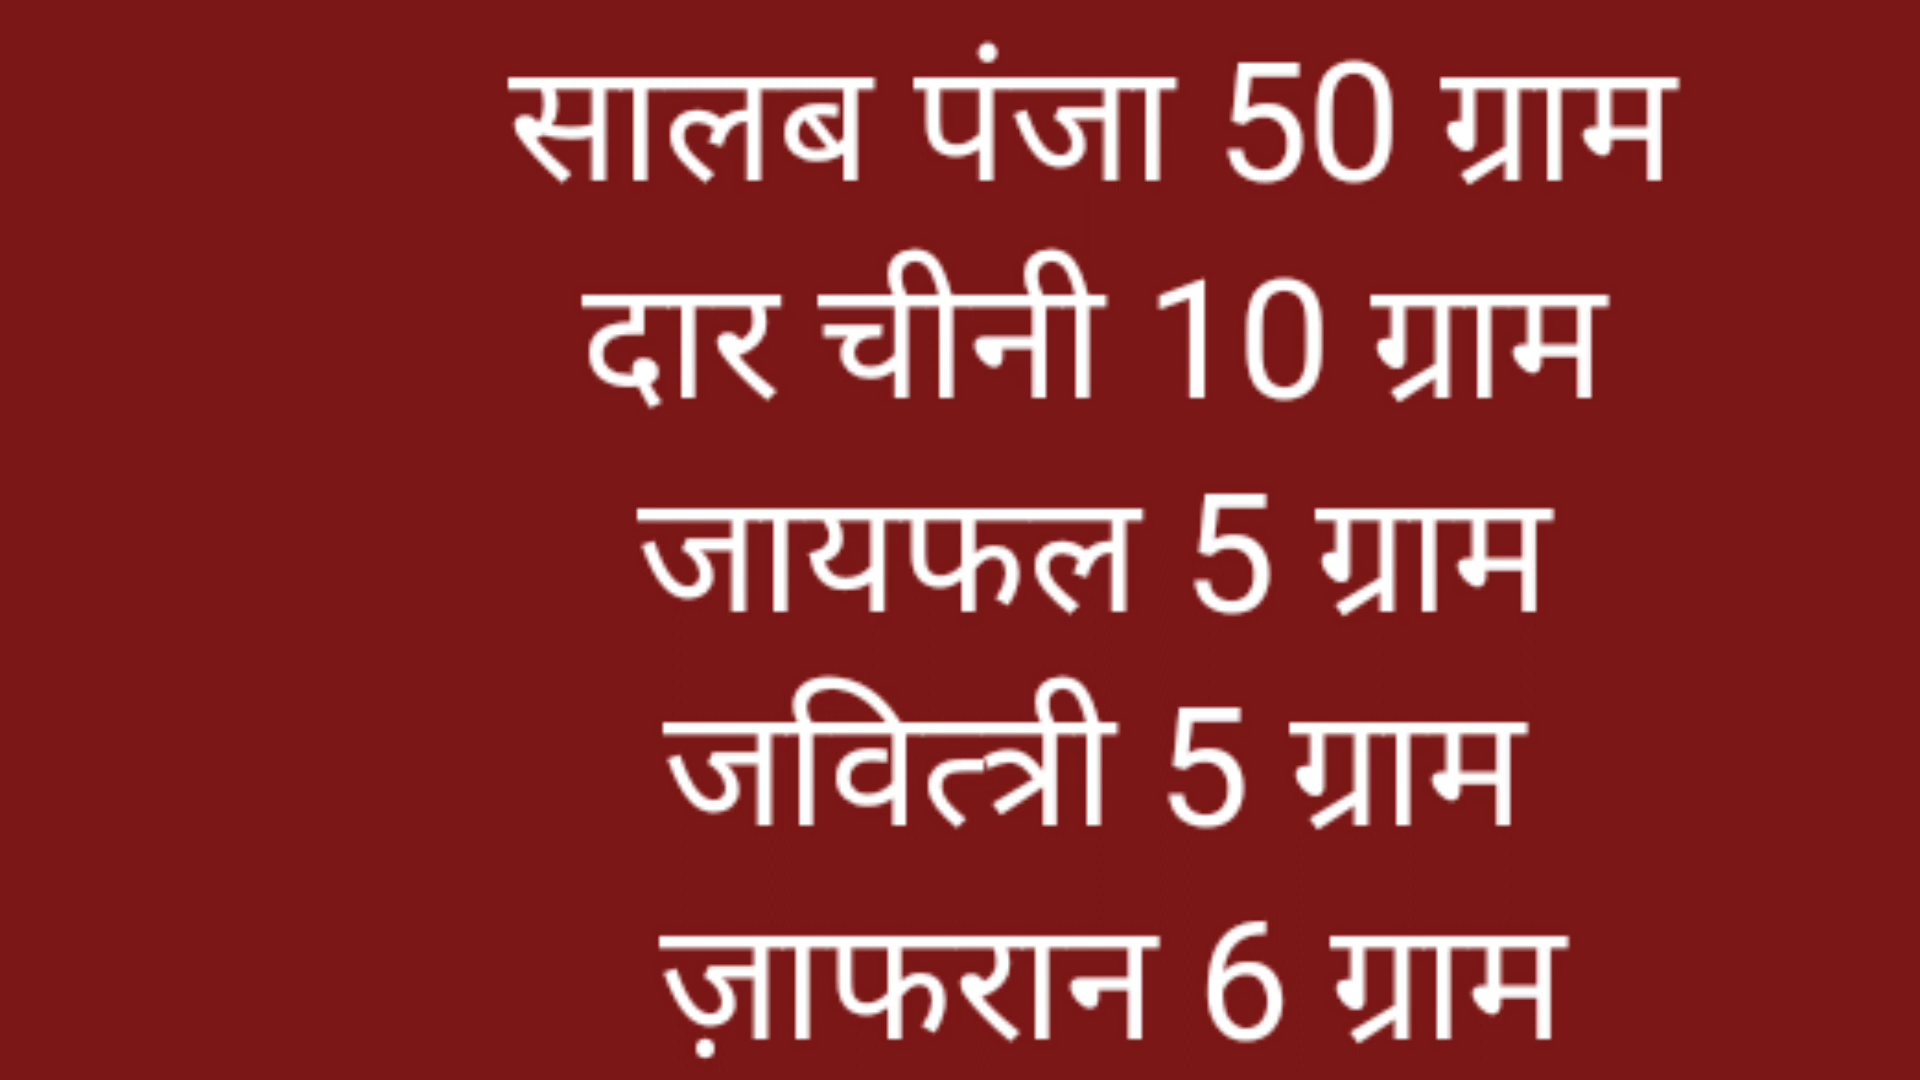 सालब पंजा 50 ग्राम
दार चीनी 10 ग्राम
जायफल 5 ग्राम
जवित्त्री 5 ग्राम
ज़ाफरान 6 ग्राम